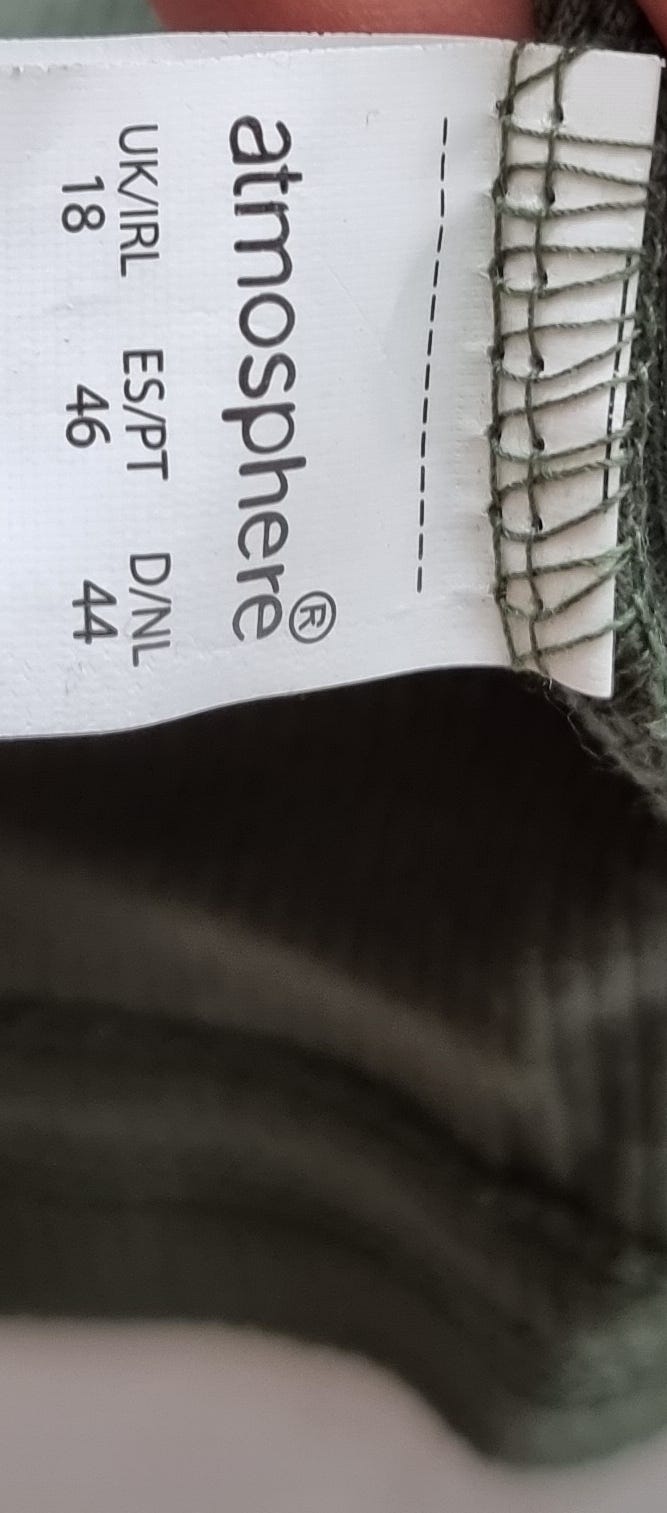 atmosphere®
UK/IRL ES/PT D/NL
18 46 44